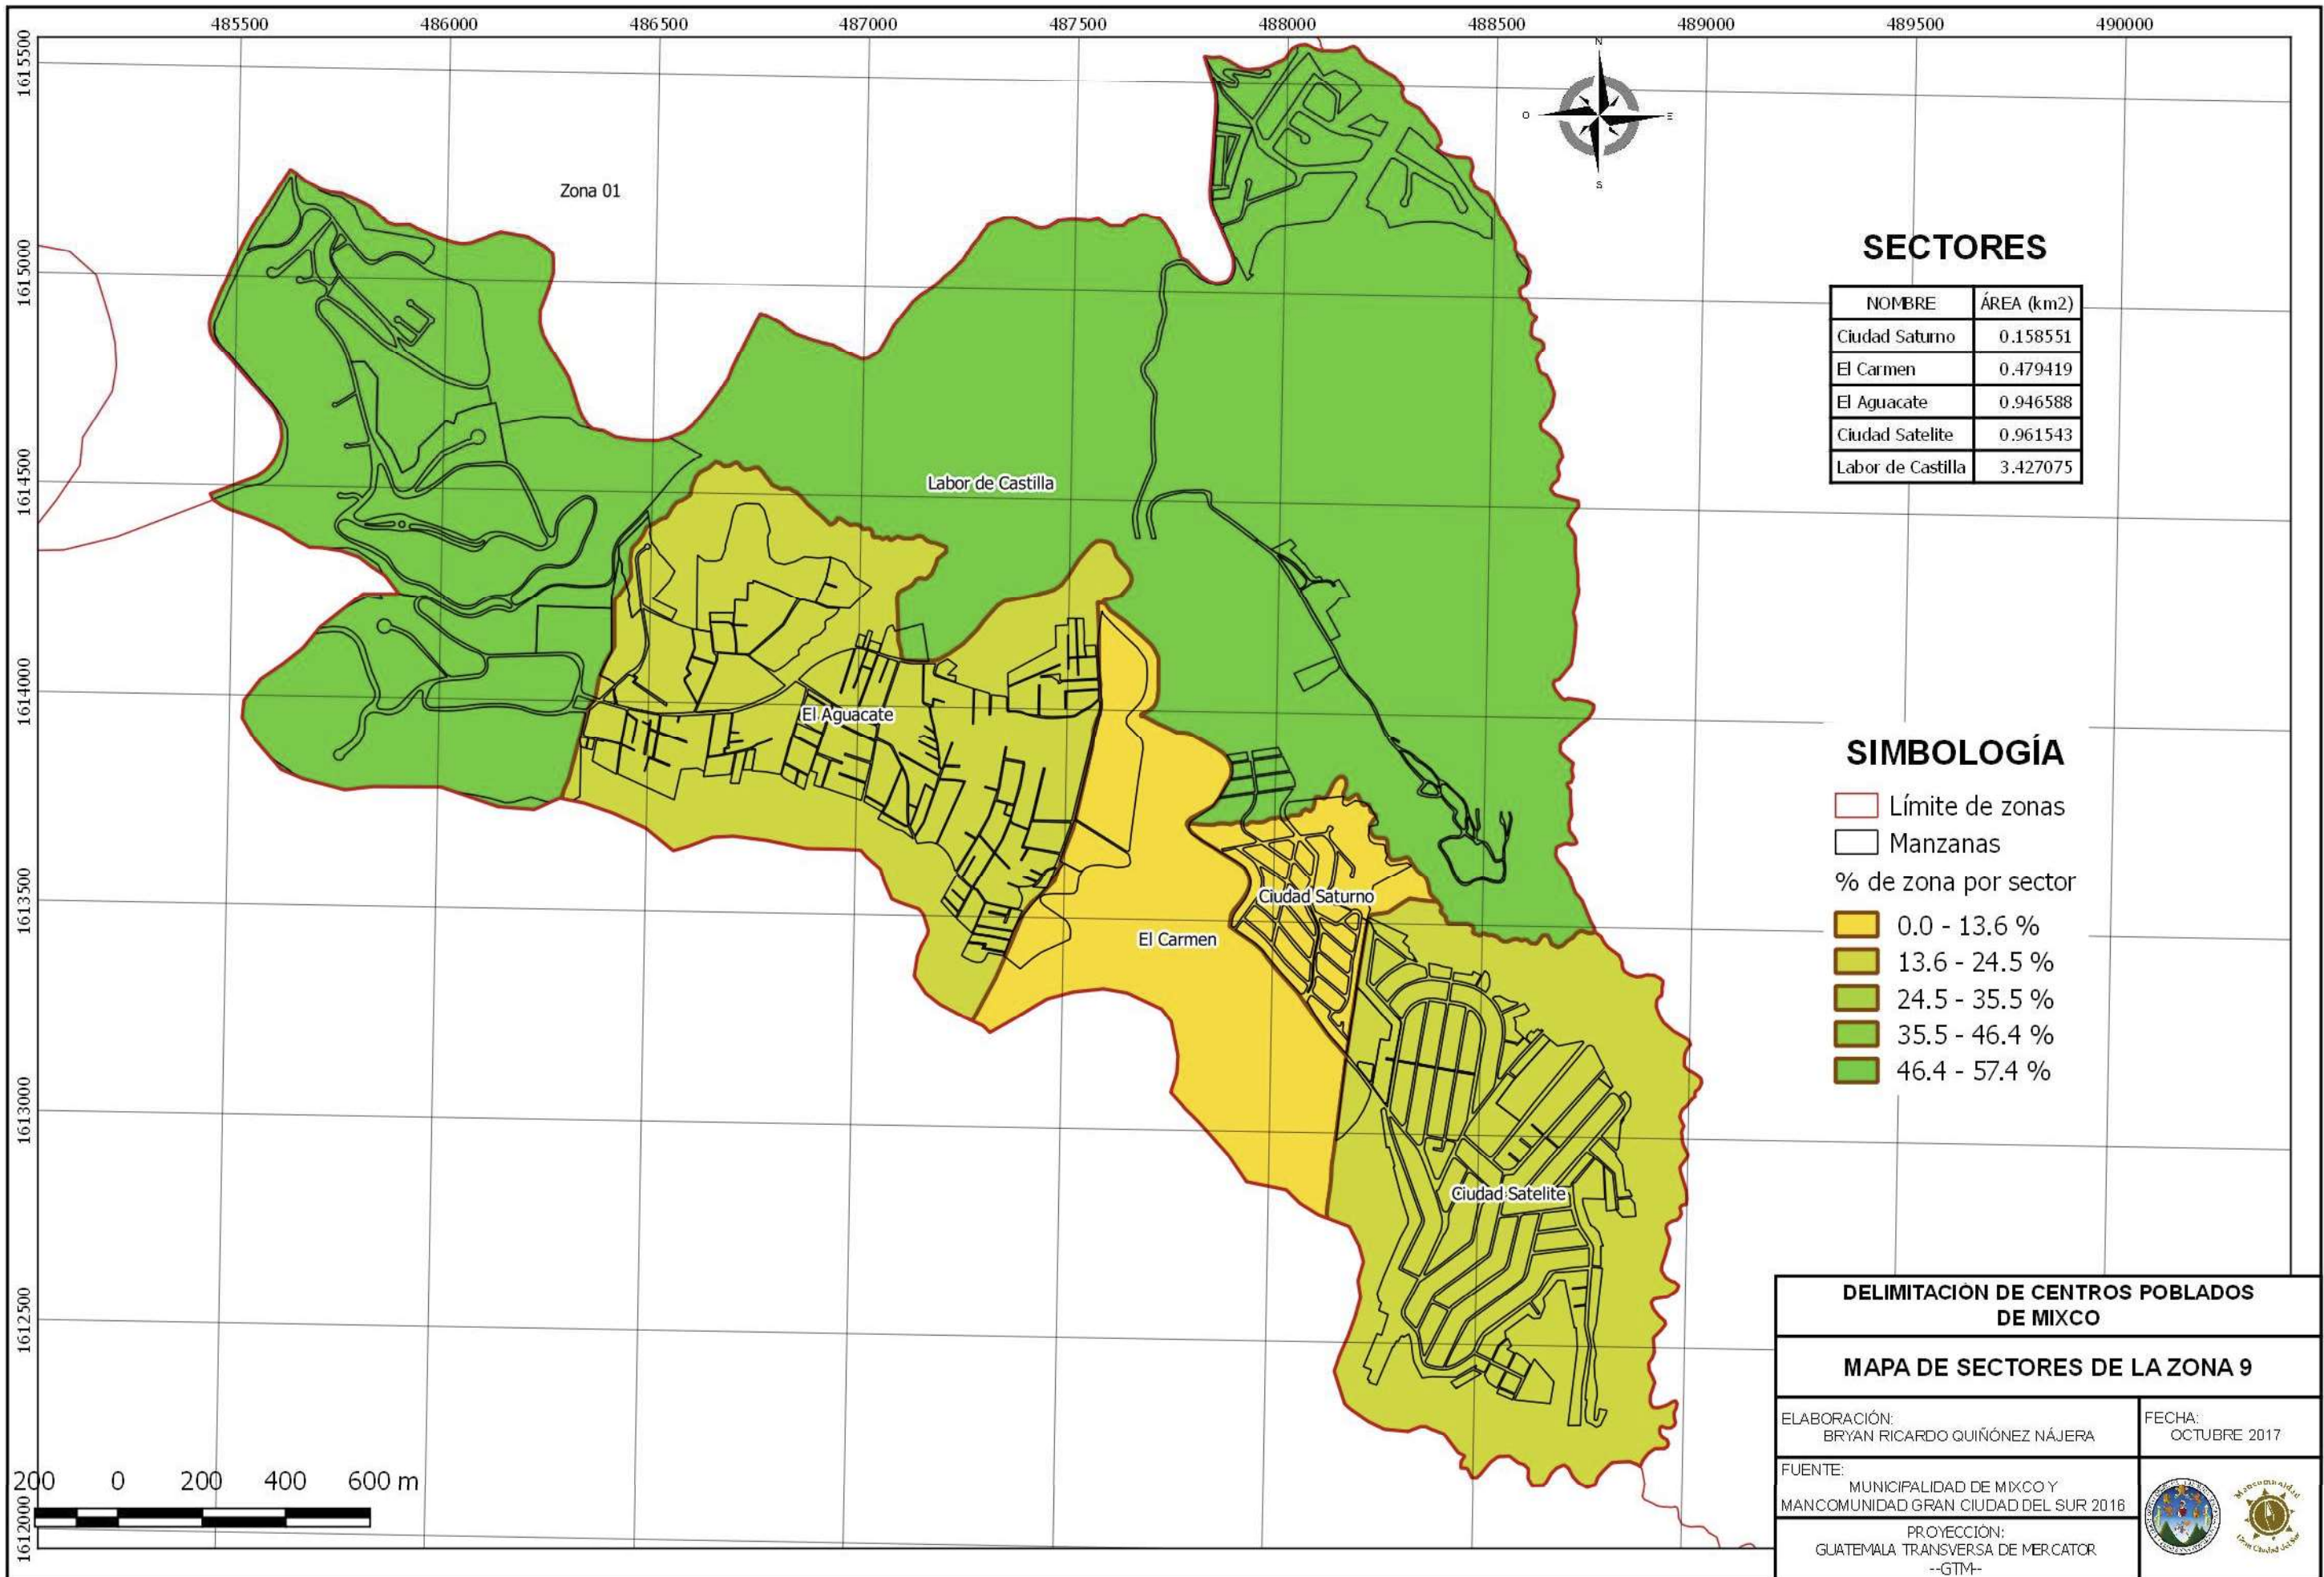 485500 486000 486500 487000 487500 488000 488500 489000 489500 490000
1615500
1615000
1614500
1614000
1613500
1613000
1612500
1612000
N
O
E
S
Zona 01
Labor de Castilla
El Aguacate
Ciudad Saturno
El Carmen
Ciudad Satelite
SECTORES
NOMBRE ÁREA (km2)
Ciudad Saturno 0.158551
El Carmen 0.479419
El Aguacate 0.946588
Ciudad Satelite 0.961543
Labor de Castilla 3.427075
SIMBOLOGÍA
Límite de zonas
Manzanas
% de zona por sector
0.0 - 13.6 %
13.6 - 24.5 %
24.5 - 35.5 %
35.5 - 46.4 %
46.4 - 57.4 %
200 0 200 400 600 m
DELIMITACIÓN DE CENTROS POBLADOS
DE MIXCO
MAPA DE SECTORES DE LA ZONA 9
ELABORACIÓN:
BRYAN RICARDO QUIÑÓNEZ NÁJERA
FECHA:
OCTUBRE 2017
FUENTE:
MUNICIPALIDAD DE MIXCO Y
MANCOMUNIDAD GRAN CIUDAD DEL SUR 2016
PROYECCIÓN:
GUATEMALA TRANSVERSA DE MERCATOR
--GTM--
Mancomunidad
Gran Ciudad del Sur